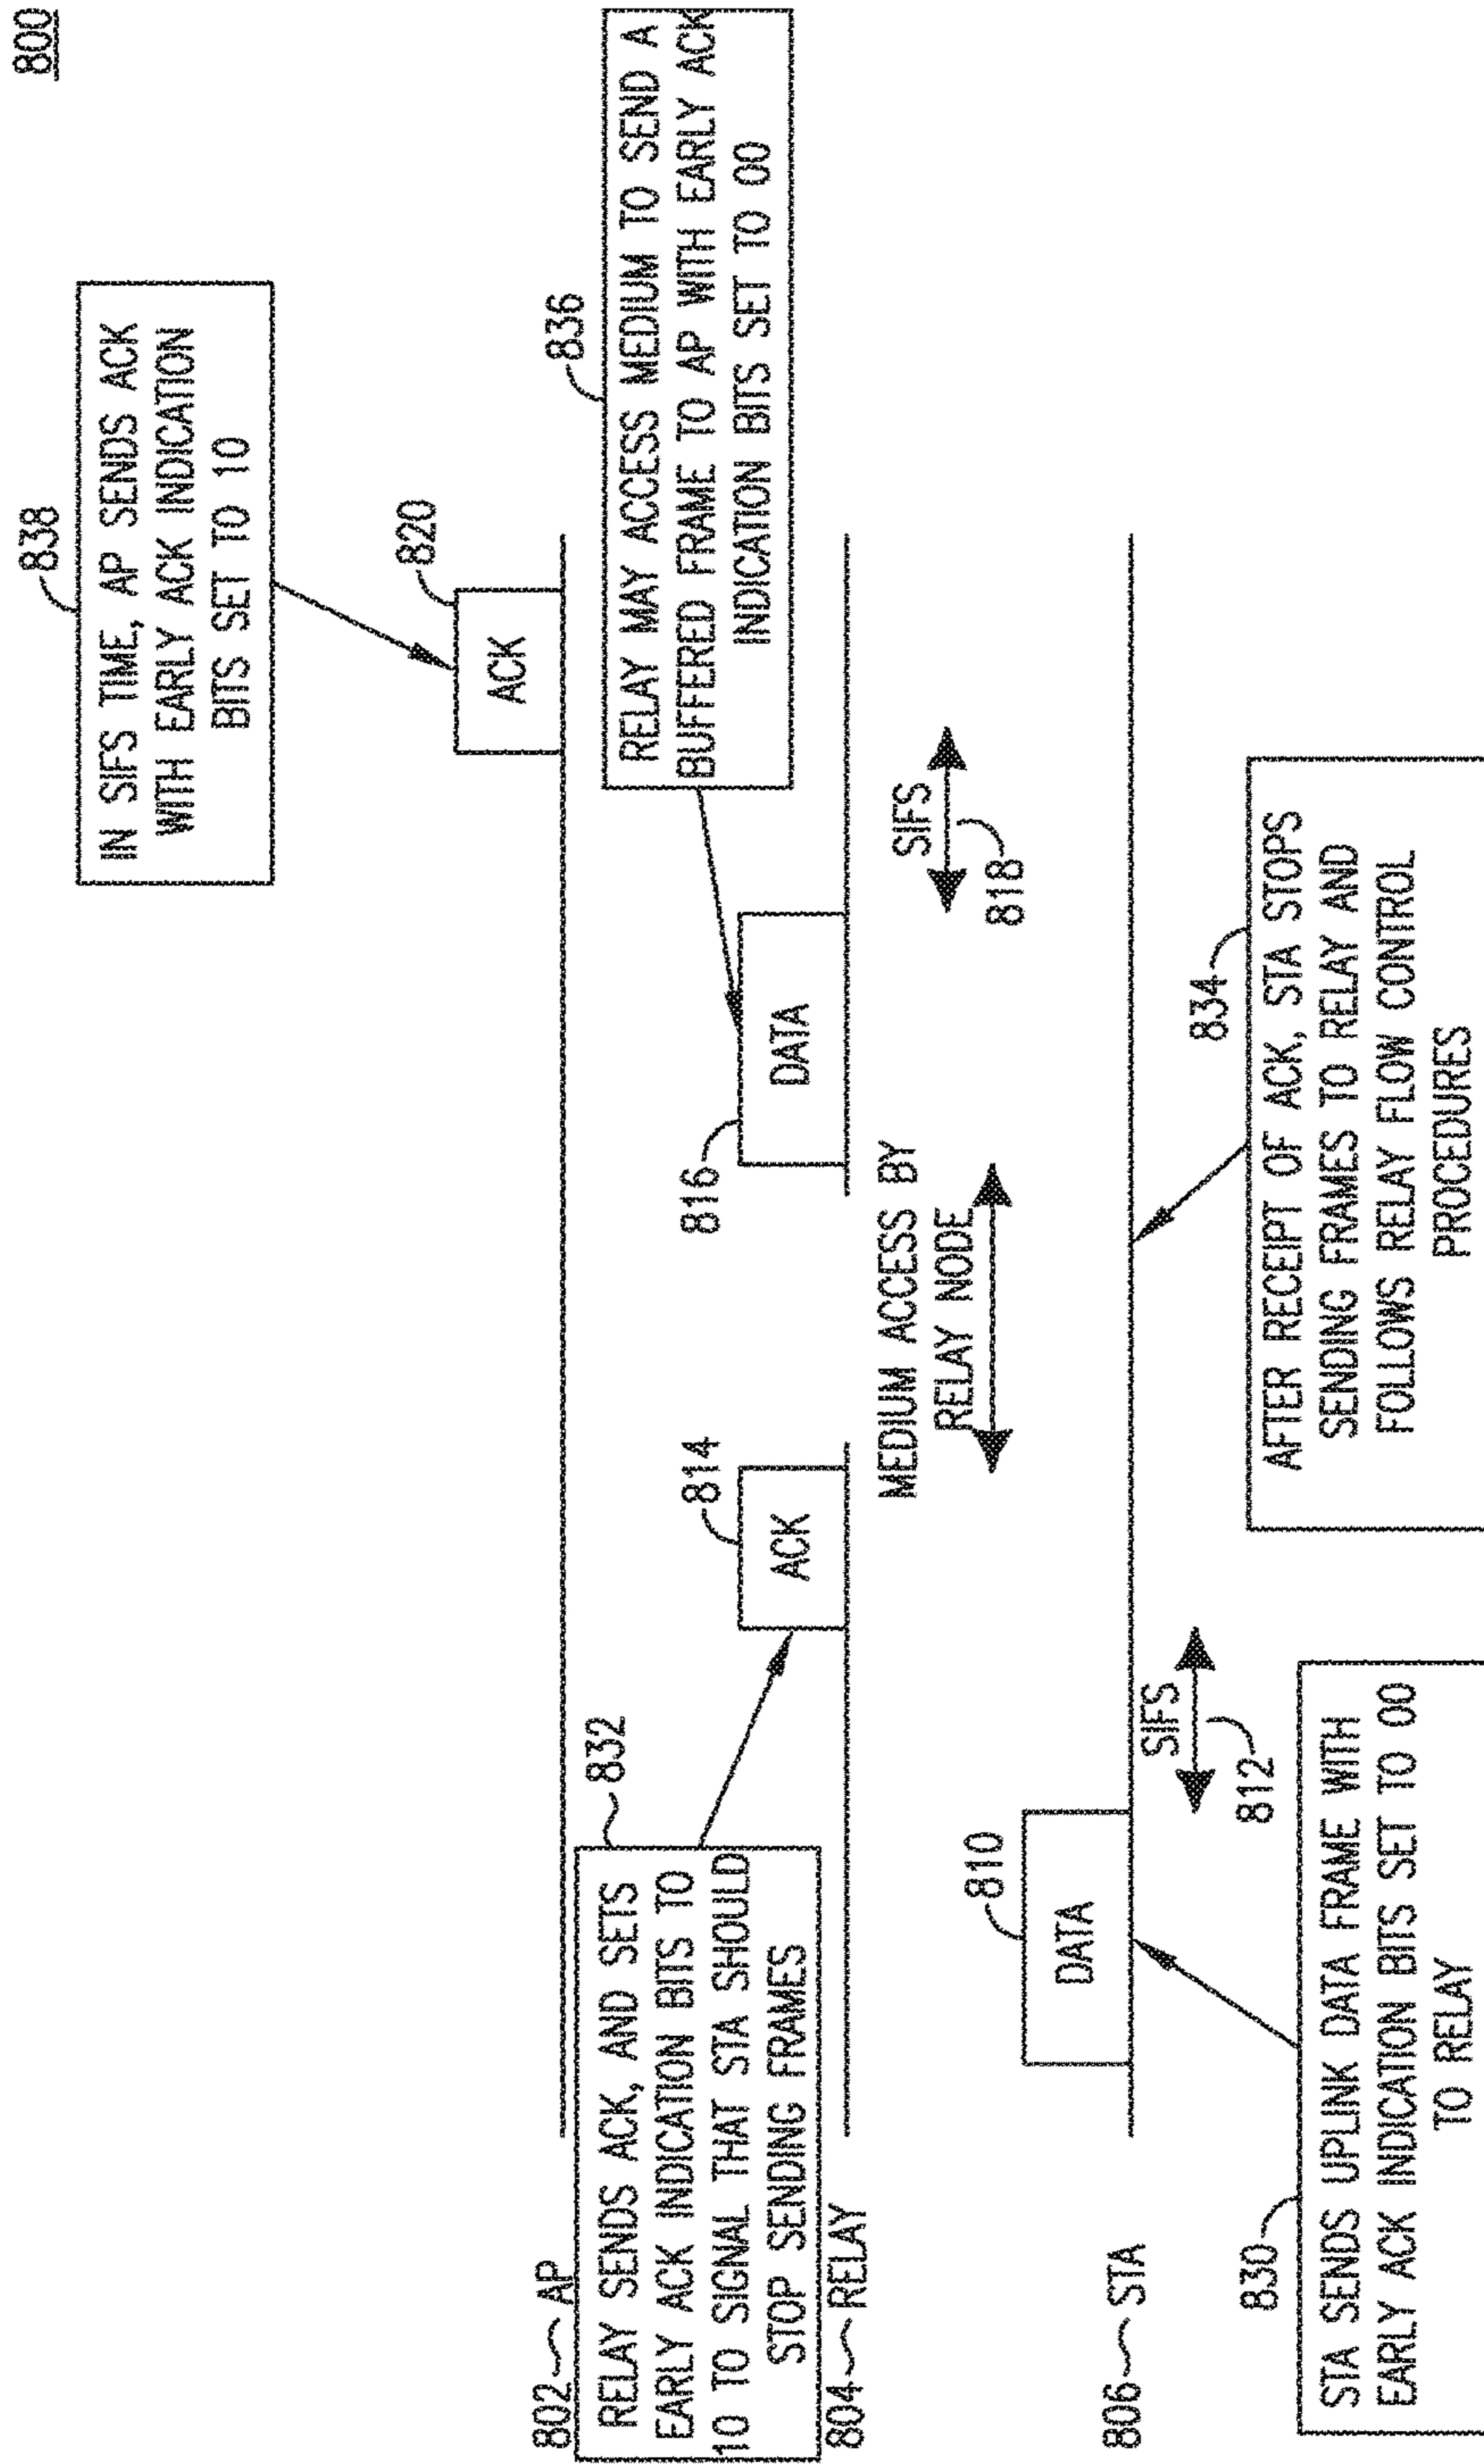 800
838
IN SIFS TIME, AP SENDS ACK
WITH EARLY ACK INDICATION
BITS SET TO 10
820
ACK
802 AP
832
RELAY SENDS ACK, AND SETS
EARLY ACK INDICATION BITS TO
10 TO SIGNAL THAT STA SHOULD
STOP SENDING FRAMES
836
RELAY MAY ACCESS MEDIUM TO SEND A
BUFFERED FRAME TO AP WITH EARLY ACK
INDICATION BITS SET TO 00
814
ACK
816
DATA
804 RELAY
MEDIUM ACCESS BY
RELAY NODE
SIFS
818
810
DATA
806 STA
SIFS
812
830
STA SENDS UPLINK DATA FRAME WITH
EARLY ACK INDICATION BITS SET TO 00
TO RELAY
834
AFTER RECEIPT OF ACK, STA STOPS
SENDING FRAMES TO RELAY AND
FOLLOWS RELAY FLOW CONTROL
PROCEDURES